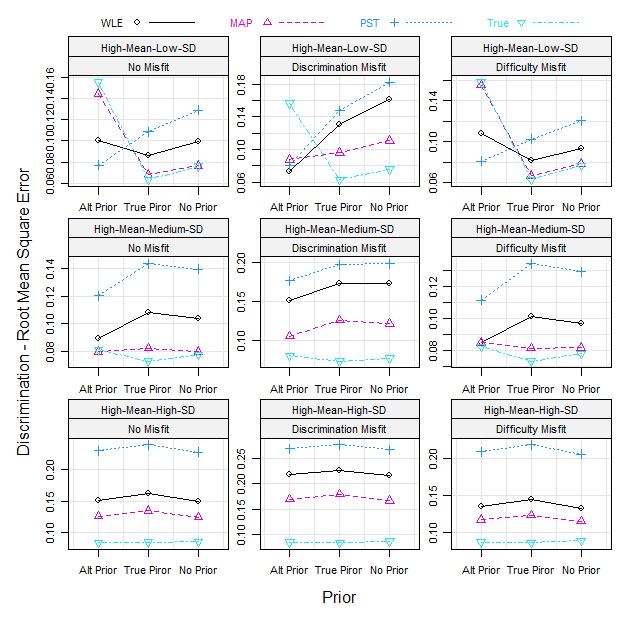 WLE MAP PST True
High-Mean-Low-SD High-Mean-Low-SD High-Mean-Low-SD
No Misfit Discrimination Misfit Difficulty Misfit
0.060.080.100.120.140.16 0.06 0.10 0.14 0.18 0.06 0.10 0.14
Alt Prior True Piror No Prior Alt Prior True Piror No Prior Alt Prior True Piror No Prior
High-Mean-Medium-SD High-Mean-Medium-SD High-Mean-Medium-SD
No Misfit Discrimination Misfit Difficulty Misfit
0.08 0.10 0.12 0.14 0.10 0.15 0.20 0.08 0.10 0.12
Alt Prior True Piror No Prior Alt Prior True Piror No Prior Alt Prior True Piror No Prior
High-Mean-High-SD High-Mean-High-SD High-Mean-High-SD
No Misfit Discrimination Misfit Difficulty Misfit
0.10 0.15 0.20 0.10 0.15 0.20 0.25 0.10 0.15 0.20
Alt Prior True Piror No Prior Alt Prior True Piror No Prior Alt Prior True Piror No Prior
Discrimination - Root Mean Square Error
Prior